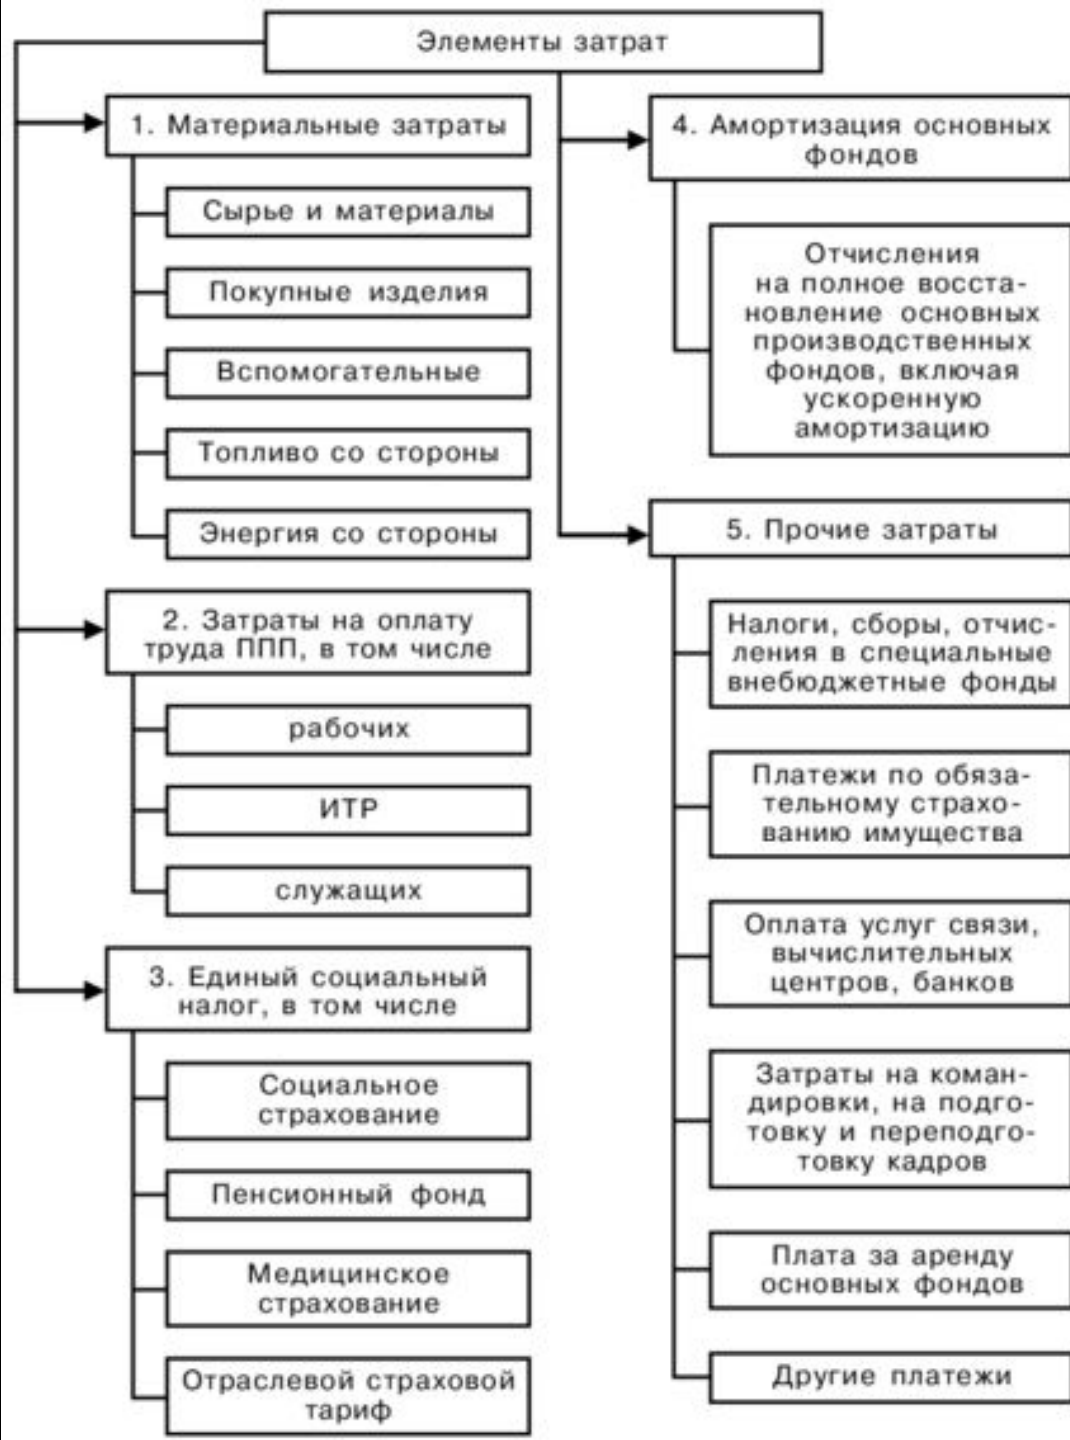 Элементы затрат
1. Материальные затраты
Сырье и материалы
Покупные изделия
Вспомогательные
Топливо со стороны
Энергия со стороны
2. Затраты на оплату
труда ППП, в том числе
рабочих
ИТР
служащих
3. Единый социальный
налог, в том числе
Социальное
страхование
Пенсионный фонд
Медицинское
страхование
Отраслевой страховой
тариф
4. Амортизация основных
фондов
Отчисления
на полное восста-
новление основных
производственных
фондов, включая
ускоренную
амортизацию
5. Прочие затраты
Налоги, сборы, отчис-
ления в специальные
внебюджетные фонды
Платежи по обяза-
тельному страхо-
ванию имущества
Оплата услуг связи,
вычислительных
центров, банков
Затраты на коман-
дировки, на подго-
товку и переподго-
товку кадров
Плата за аренду
основных фондов
Другие платежи